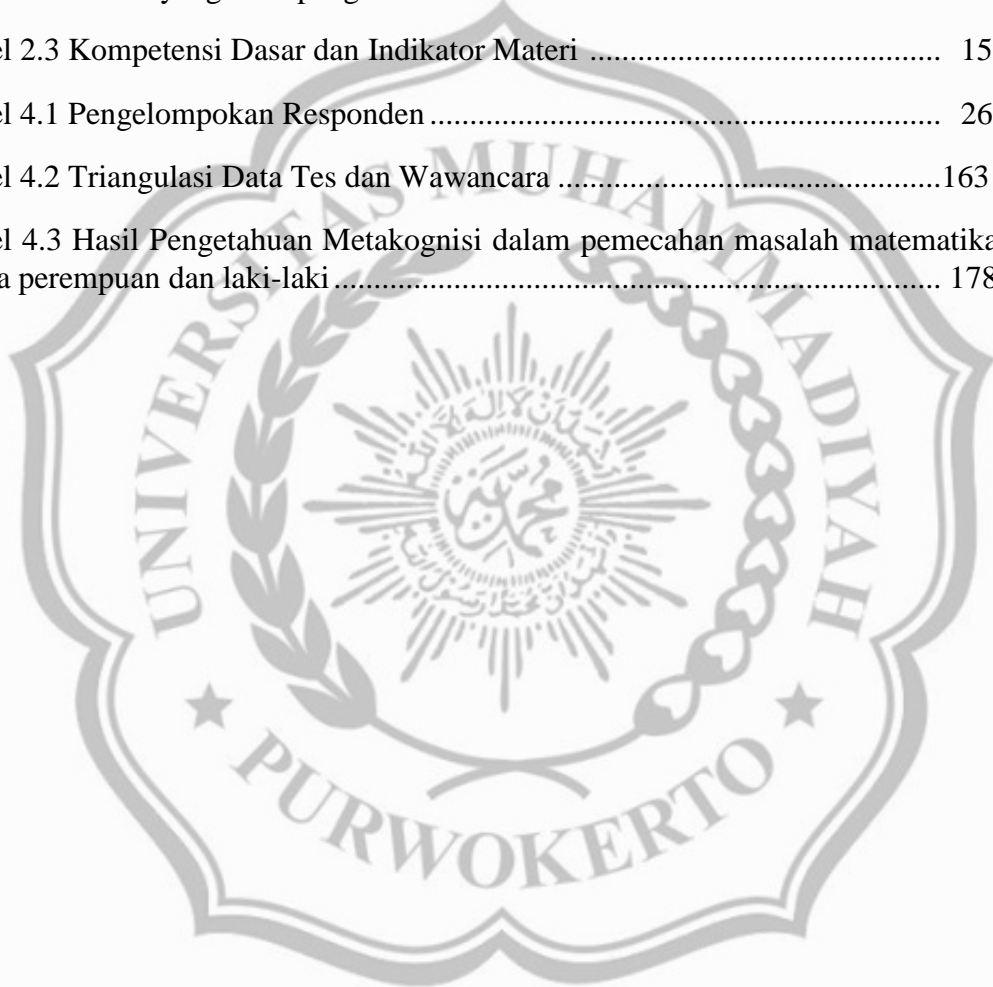 el 2.3 Kompetensi Dasar dan Indikator Materi ........................................... 15
el 4.1 Pengelompokan Responden ............................................................... 26
el 4.2 Triangulasi Data Tes dan Wawancara ...............................................163
el 4.3 Hasil Pengetahuan Metakognisi dalam pemecahan masalah matematika
a perempuan dan laki-laki .......................................................................... 178
UNIVERSITAS MUHAMMADIYAH
PURWOKERTO